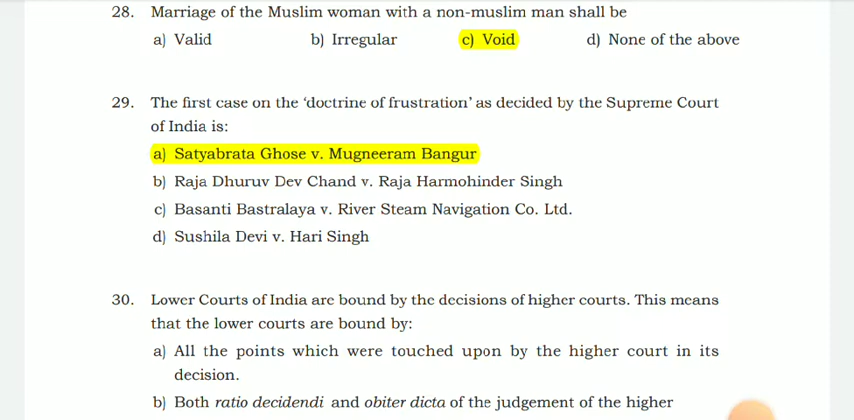 28. Marriage of the Muslim woman with a non-muslim man shall be
a) Valid b) Irregular c) Void d) None of the above
29. The first case on the 'doctrine of frustration' as decided by the Supreme Court
of India is:
a) Satyabrata Ghose v. Mugneeram Bangur
b) Raja Dhuruv Dev Chand v. Raja Harmohinder Singh
c) Basanti Bastralaya v. River Steam Navigation Co. Ltd.
d) Sushila Devi v. Hari Singh
30. Lower Courts of India are bound by the decisions of higher courts. This means
that the lower courts are bound by:
a) All the points which were touched upon by the higher court in its
decision.
b) Both ratio decidendi and obiter dicta of the judgement of the higher